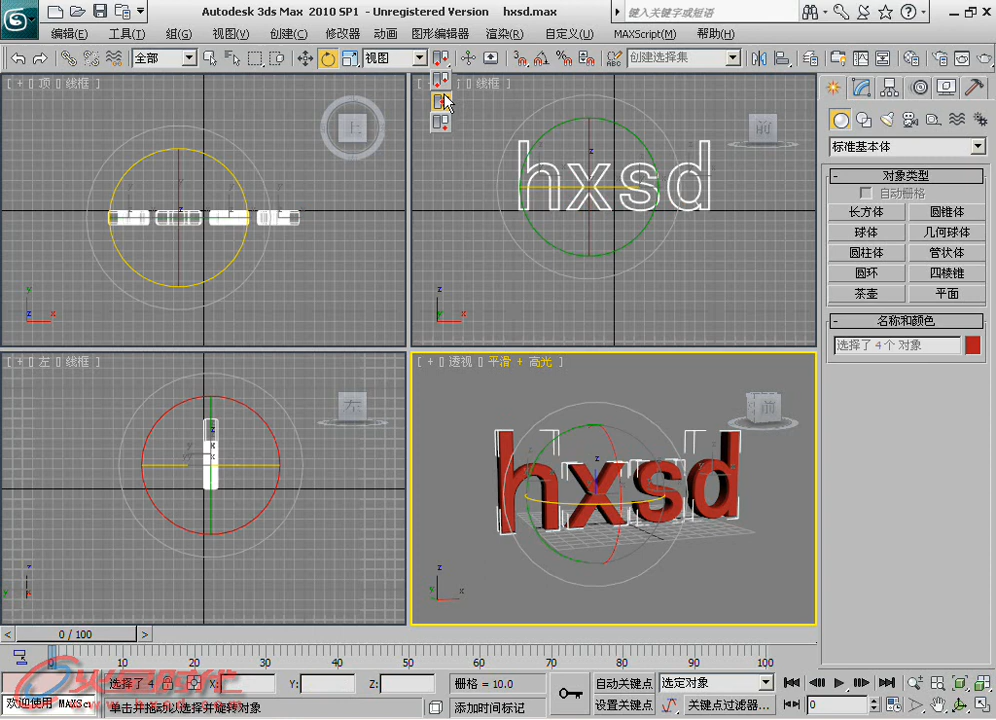 Autodesk 3ds Max 2010 SP1 - Unregistered Version hxsd.max
键入关键字或短语
编辑(E) 工具(T) 组(G) 视图(V) 创建(C) 修改器 动画 图形编辑器 渲染(R) 自定义(U) MAXScript(M) 帮助(H)
全部 视图 创建选择集
[ + [] 顶 [] 线框 ]
线框 ]
上
前
hxsd
标准基本体
对象类型
自动栅格
长方体 圆锥体
球体 几何球体
圆柱体 管状体
圆环 四棱锥
茶壶 平面
名称和颜色
选择了 4 个 对象
[ + [] 左 [] 线框 ]
[ + [] 透视 [] 平滑 + 高光 ]
左
前
hxsd
0 / 100
0 10 20 30 40 50 60 70 80 90 100
选择了 4 X: Y: Z: 栅格 = 10.0 自动关键点 选定对象
欢迎使用 MAXSc 单击并拖动以选择并旋转对象 添加时间标记 设置关键点 关键点过滤器... 0